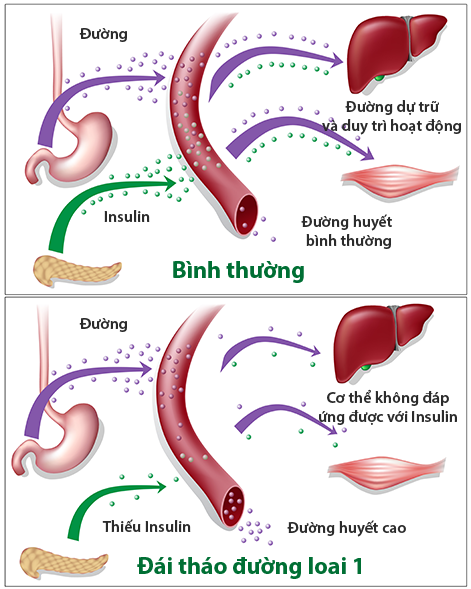 Đường
Đường dự trữ
và duy trì hoạt động
Insulin
Đường huyết
bình thường
Bình thường
Đường
Cơ thể không đáp
ứng được với Insulin
Thiếu Insulin
Đường huyết cao
Đái tháo đường loai 1